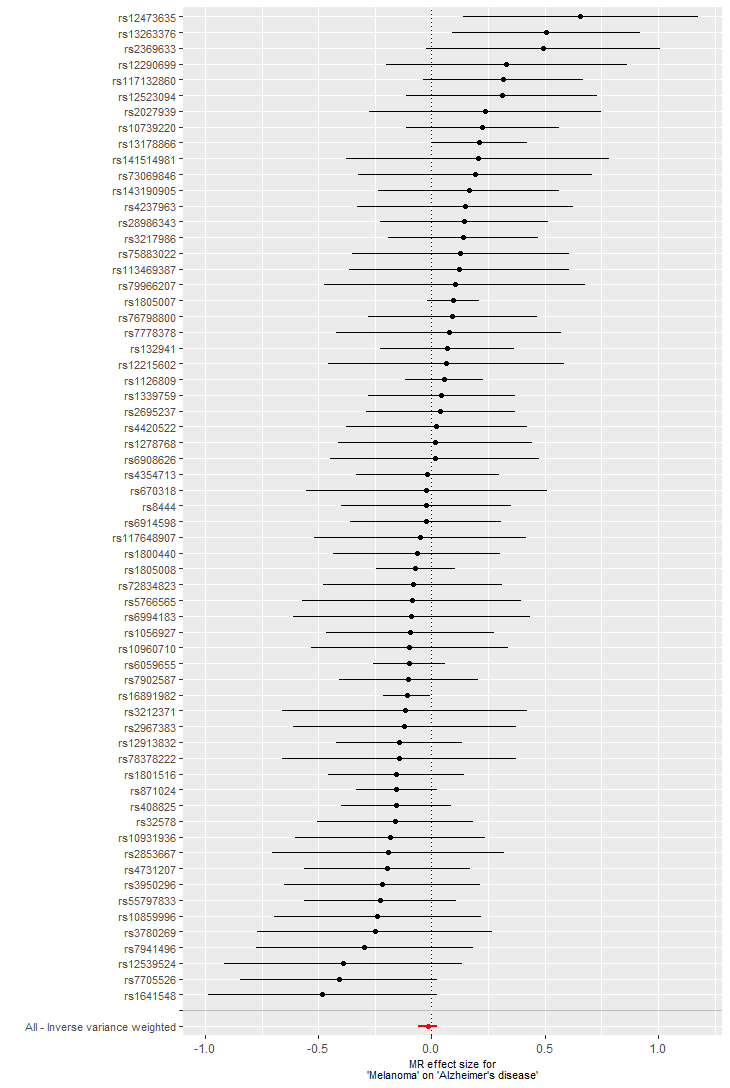 rs12473635
rs13263376
rs2369633
rs12290699
rs117132860
rs12523094
rs2027939
rs10739220
rs13178866
rs141514981
rs73069846
rs143190905
rs4237963
rs28986343
rs3217986
rs75883022
rs113469387
rs79966207
rs1805007
rs76798800
rs7778378
rs132941
rs12215602
rs1126809
rs1339759
rs2695237
rs4420522
rs1278768
rs6908626
rs4354713
rs670318
rs8444
rs6914598
rs117648907
rs1800440
rs1805008
rs72834823
rs5766565
rs6994183
rs1056927
rs10960710
rs6059655
rs7902587
rs16891982
rs3212371
rs2967383
rs12913832
rs78378222
rs1801516
rs871024
rs408825
rs32578
rs10931936
rs2853667
rs4731207
rs3950296
rs55797833
rs10859996
rs3780269
rs7941496
rs12539524
rs7705526
rs1641548
All - Inverse variance weighted
-1.0 -0.5 0.0 0.5 1.0
MR effect size for
'Melanoma' on 'Alzheimer's disease'